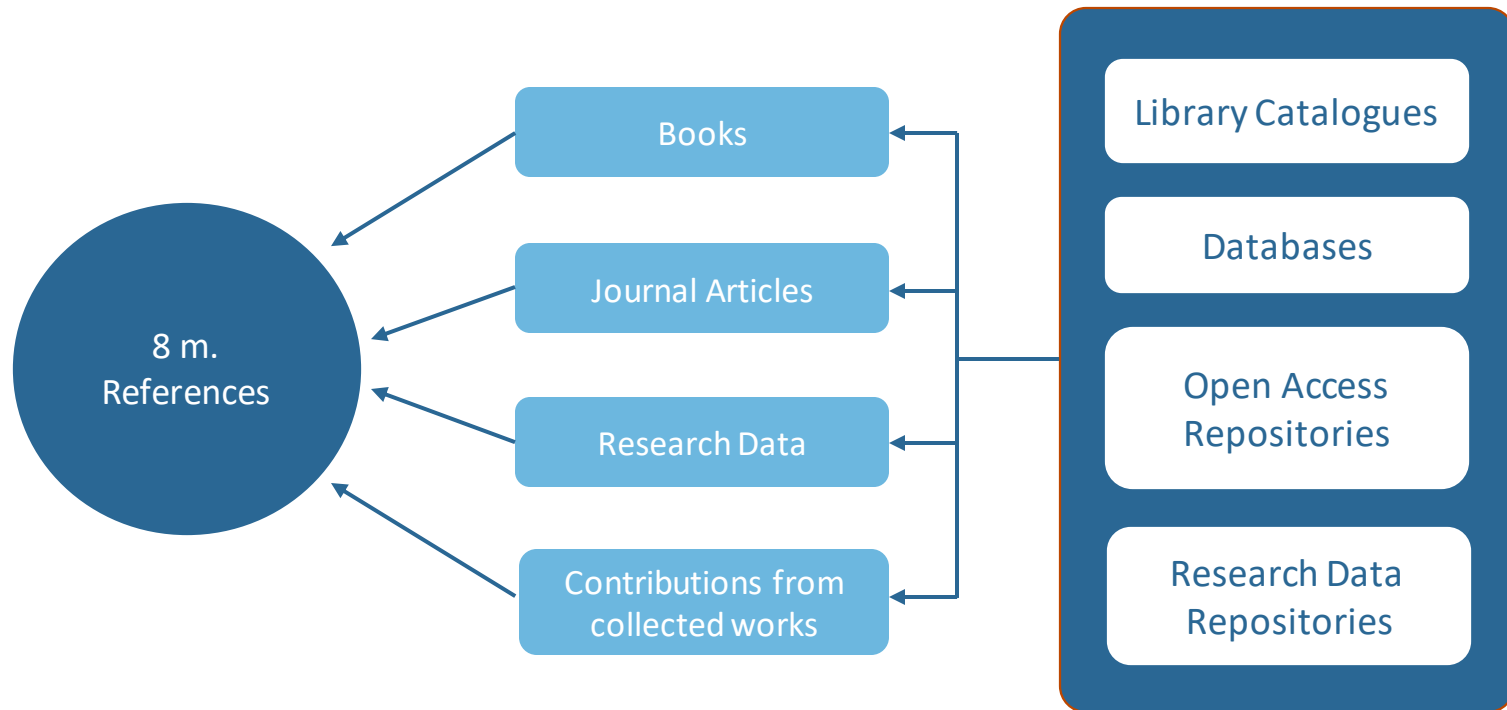 8 m.
References
Books
Journal Articles
Research Data
Contributions from
collected works
Library Catalogues
Databases
Open Access
Repositories
Research Data
Repositories